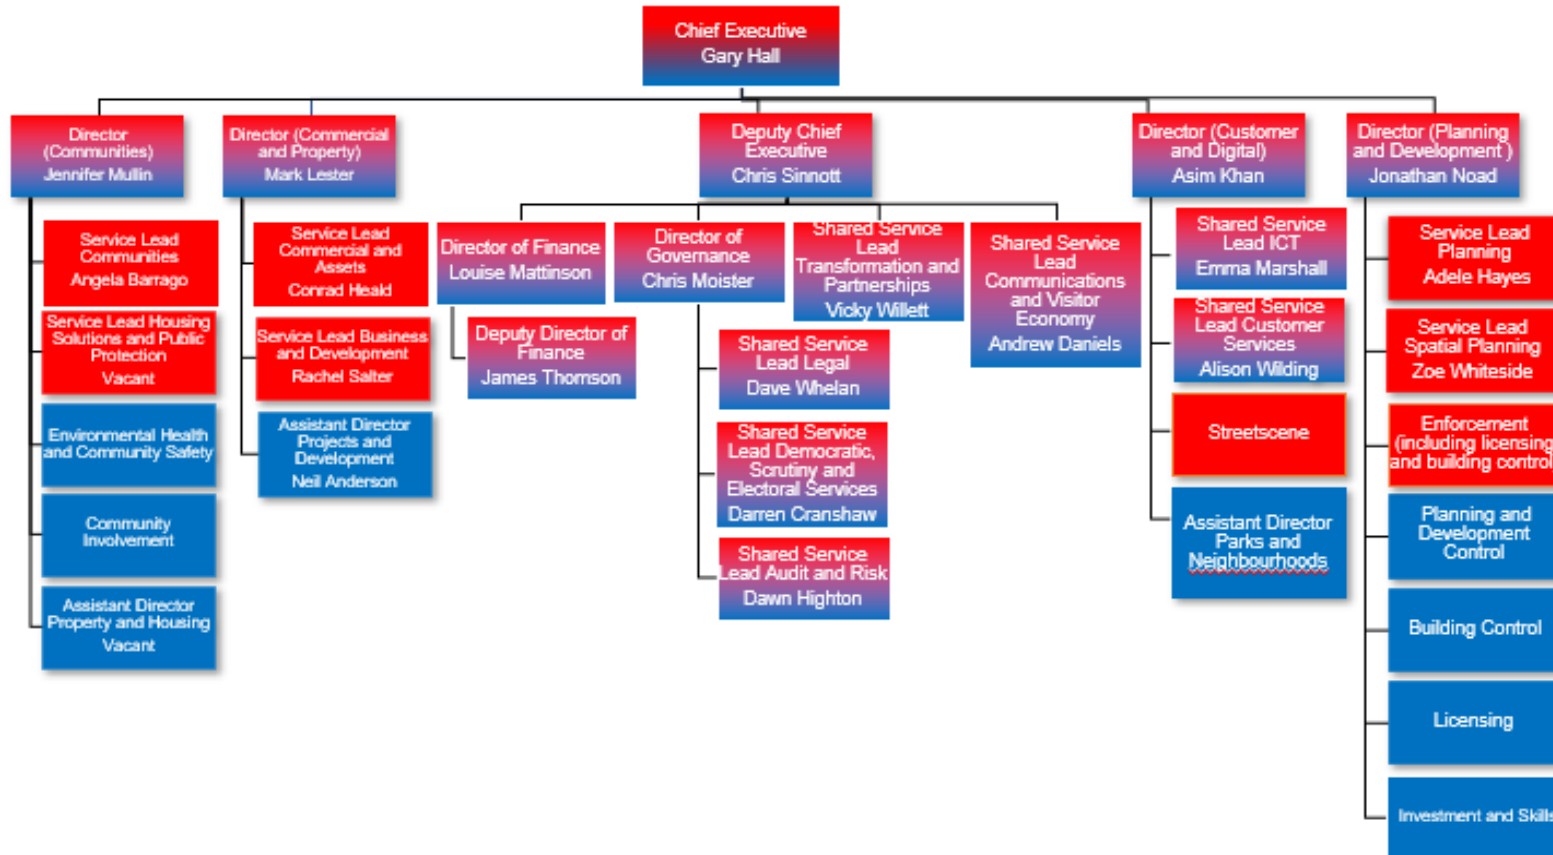 Chief Executive
Gary Hall
Director
(Communities)
Jennifer Mullin
Director (Commercial
and Property)
Mark Lester
Deputy Chief
Executive
Chris Sinnott
Director (Customer
and Digital)
Asim Khan
Director (Planning
and Development )
Jonathan Noad
Service Lead
Communities
Angela Barrago
Service Lead Housing
Solutions and Public
Protection
Vacant
Environmental Health
and Community Safety
Community
Involvement
Assistant Director
Property and Housing
Vacant
Service Lead
Commercial and
Assets
Conrad Heald
Service Lead Business
and Development
Rachel Salter
Assistant Director
Projects and
Development
Neil Anderson
Director of Finance
Louise Mattinson
Deputy Director of
Finance
James Thomson
Director of
Governance
Chris Moister
Shared Service
Lead Legal
Dave Whelan
Shared Service
Lead Democratic,
Scrutiny and
Electoral Services
Darren Cranshaw
Shared Service
Lead Audit and Risk
Dawn Highton
Shared Service
Lead
Transformation and
Partnerships
Vicky Willett
Shared Service
Lead
Communications
and Visitor
Economy
Andrew Daniels
Shared Service
Lead ICT
Emma Marshall
Shared Service
Lead Customer
Services
Alison Wilding
Streetscene
Assistant Director
Parks and
Neighbourhoods
Service Lead
Planning
Adele Hayes
Service Lead
Spatial Planning
Zoe Whiteside
Enforcement
(including licensing
and building control
Planning and
Development
Control
Building Control
Licensing
Investment and Skills